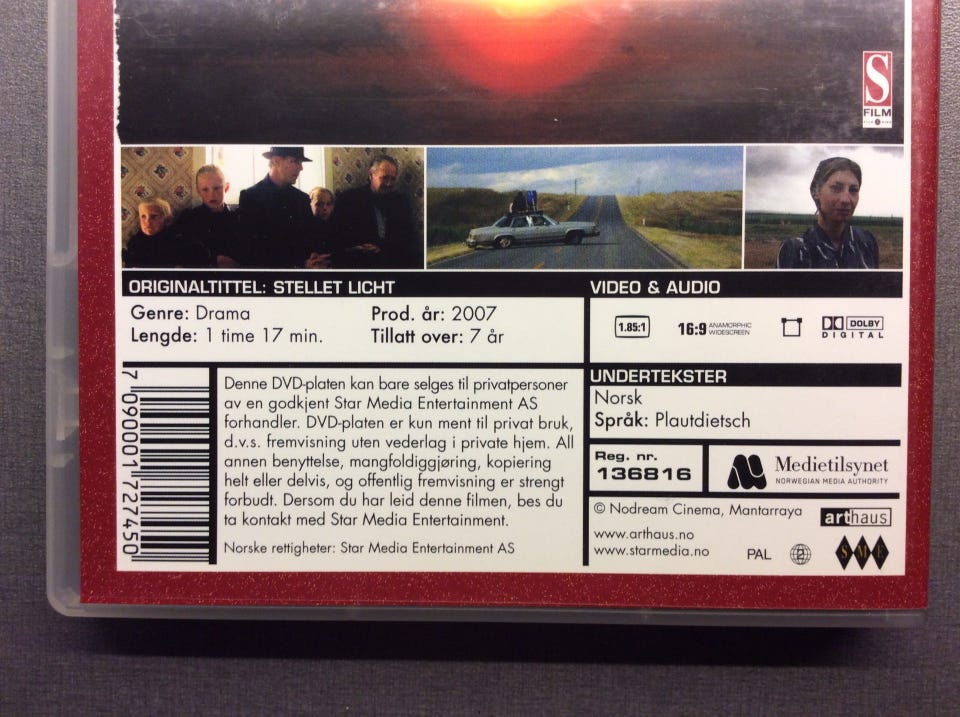 S
FILM
ORIGINALTITTEL: STELLET LICHT
Genre: Drama
Prod. år: 2007
Lengde: 1 time 17 min.
Tillatt over: 7 år
VIDEO & AUDIO
1.85:1
16:9 ANAMORPHIC
WIDESCREEN
DOLBY
DIGITAL
7 090001 727450
Denne DVD-platen kan bare selges til privatpersoner
av en godkjent Star Media Entertainment AS
forhandler. DVD-platen er kun ment til privat bruk,
d.v.s. fremvisning uten vederlag i private hjem. All
annen benyttelse, mangfoldiggjøring, kopiering
helt eller delvis, og offentlig fremvisning er strengt
forbudt. Dersom du har leid denne filmen, bes du
ta kontakt med Star Media Entertainment.
Norske rettigheter: Star Media Entertainment AS
UNDERTEKSTER
Norsk
Språk: Plautdietsch
Reg. nr.
136816
Medietilsynet
NORWEGIAN MEDIA AUTHORITY
© Nodream Cinema, Mantarraya
arthaus
www.arthaus.no
www.starmedia.no
PAL
2
SME